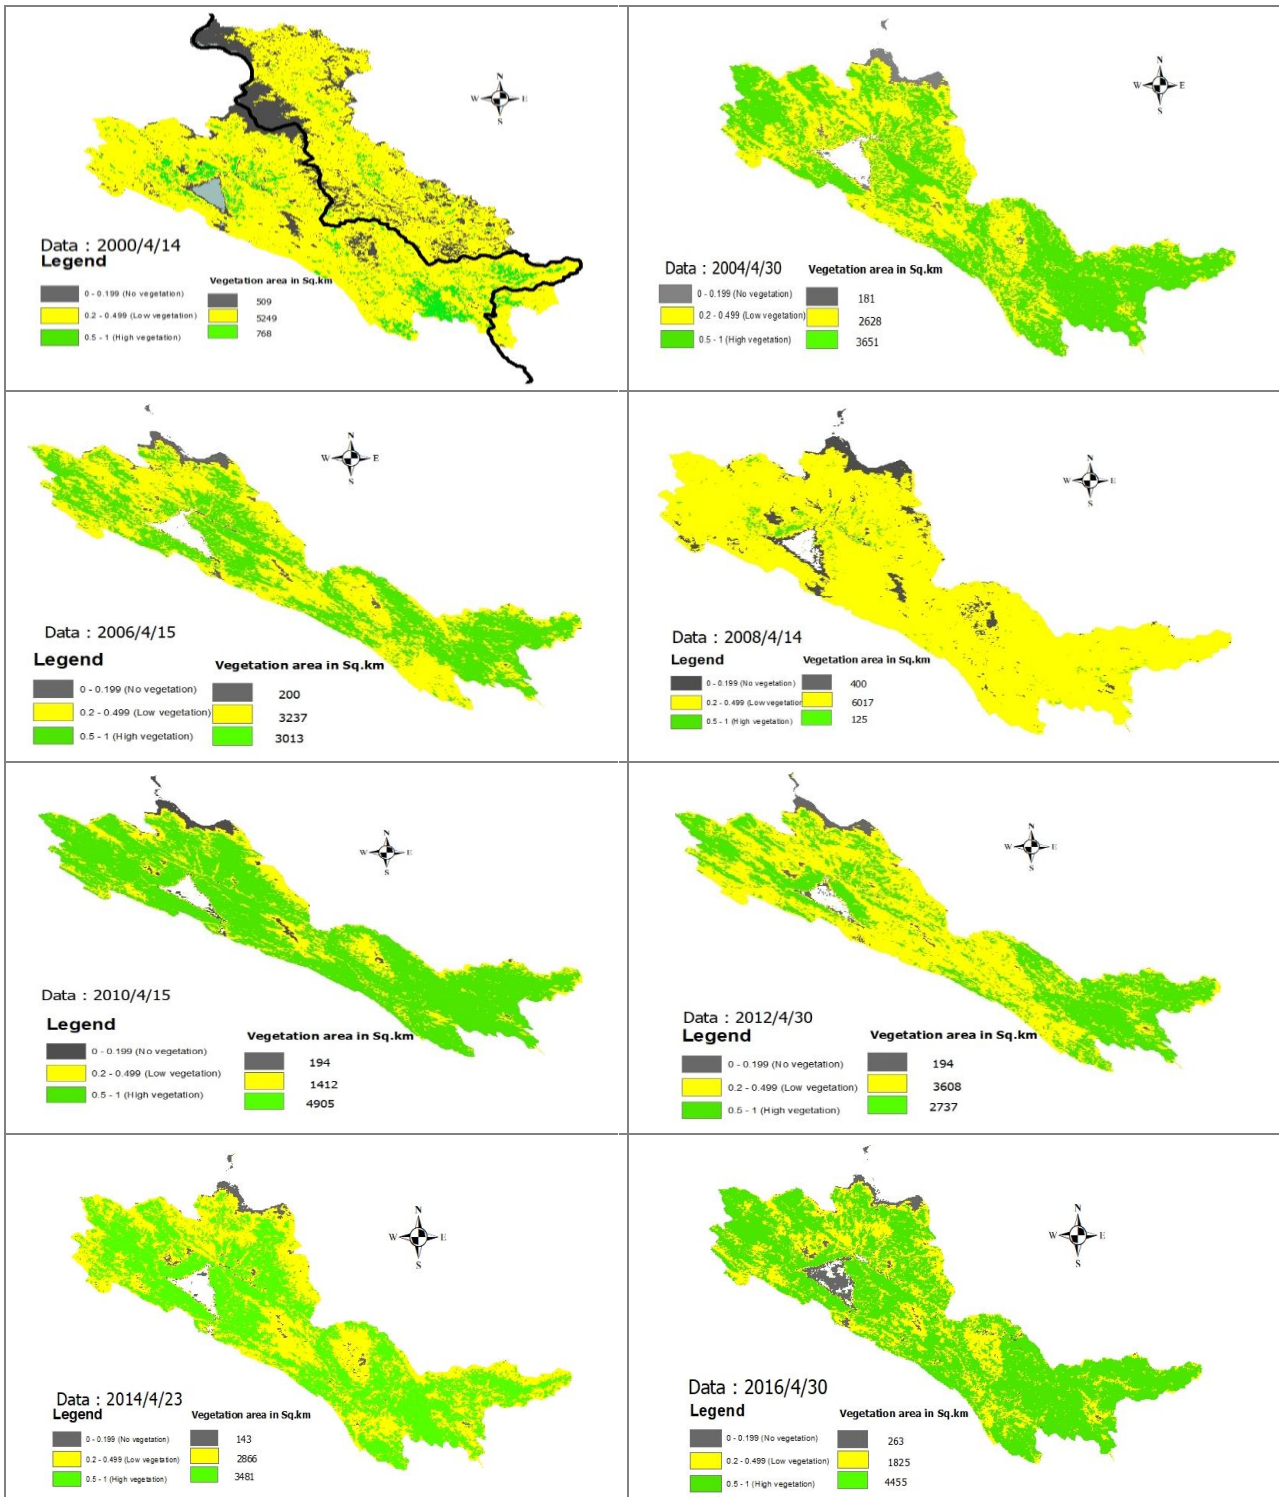 N
W E
S
Data : 2000/4/14
Legend
Vegetation area in Sq.km
0 - 0.199 (No vegetation) 509
0.2 - 0.499 (Low vegetation) 5249
0.5 - 1 (High vegetation) 768
N
W E
S
Data : 2004/4/30 Vegetation area in Sq.km
Legend
0 - 0.199 (No vegetation) 181
0.2 - 0.499 (Low vegetation) 2628
0.5 - 1 (High vegetation) 3651
N
W E
S
Data : 2006/4/15
Legend Vegetation area in Sq.km
0 - 0.199 (No vegetation) 200
0.2 - 0.499 (Low vegetation) 3237
0.5 - 1 (High vegetation) 3013
N
W E
S
Data : 2008/4/14
Legend Vegetation area in Sq.km
0 - 0.199 (No vegetation) 400
0.2 - 0.499 (Low vegetation 6017
0.5 - 1 (High vegetation) 125
N
W E
S
Data : 2010/4/15
Legend Vegetation area in Sq.km
0 - 0.199 (No vegetation) 194
0.2 - 0.499 (Low vegetation) 1412
0.5 - 1 (High vegetation) 4905
N
W E
S
Data : 2012/4/30
Legend Vegetation area in Sq.km
0 - 0.199 (No vegetation) 194
0.2 - 0.499 (Low vegetation) 3608
0.5 - 1 (High vegetation) 2737
N
W E
S
Data : 2014/4/23
Legend Vegetation area in Sq.km
0 - 0.199 (No vegetation) 143
0.2 - 0.499 (Low vegetation) 2866
0.5 - 1 (High vegetation) 3481
N
W E
S
Data : 2016/4/30
Legend Vegetation area in Sq.km
0 - 0.199 (No vegetation) 263
0.2 - 0.499 (Low vegetation) 1825
0.5 - 1 (High vegetation) 4455